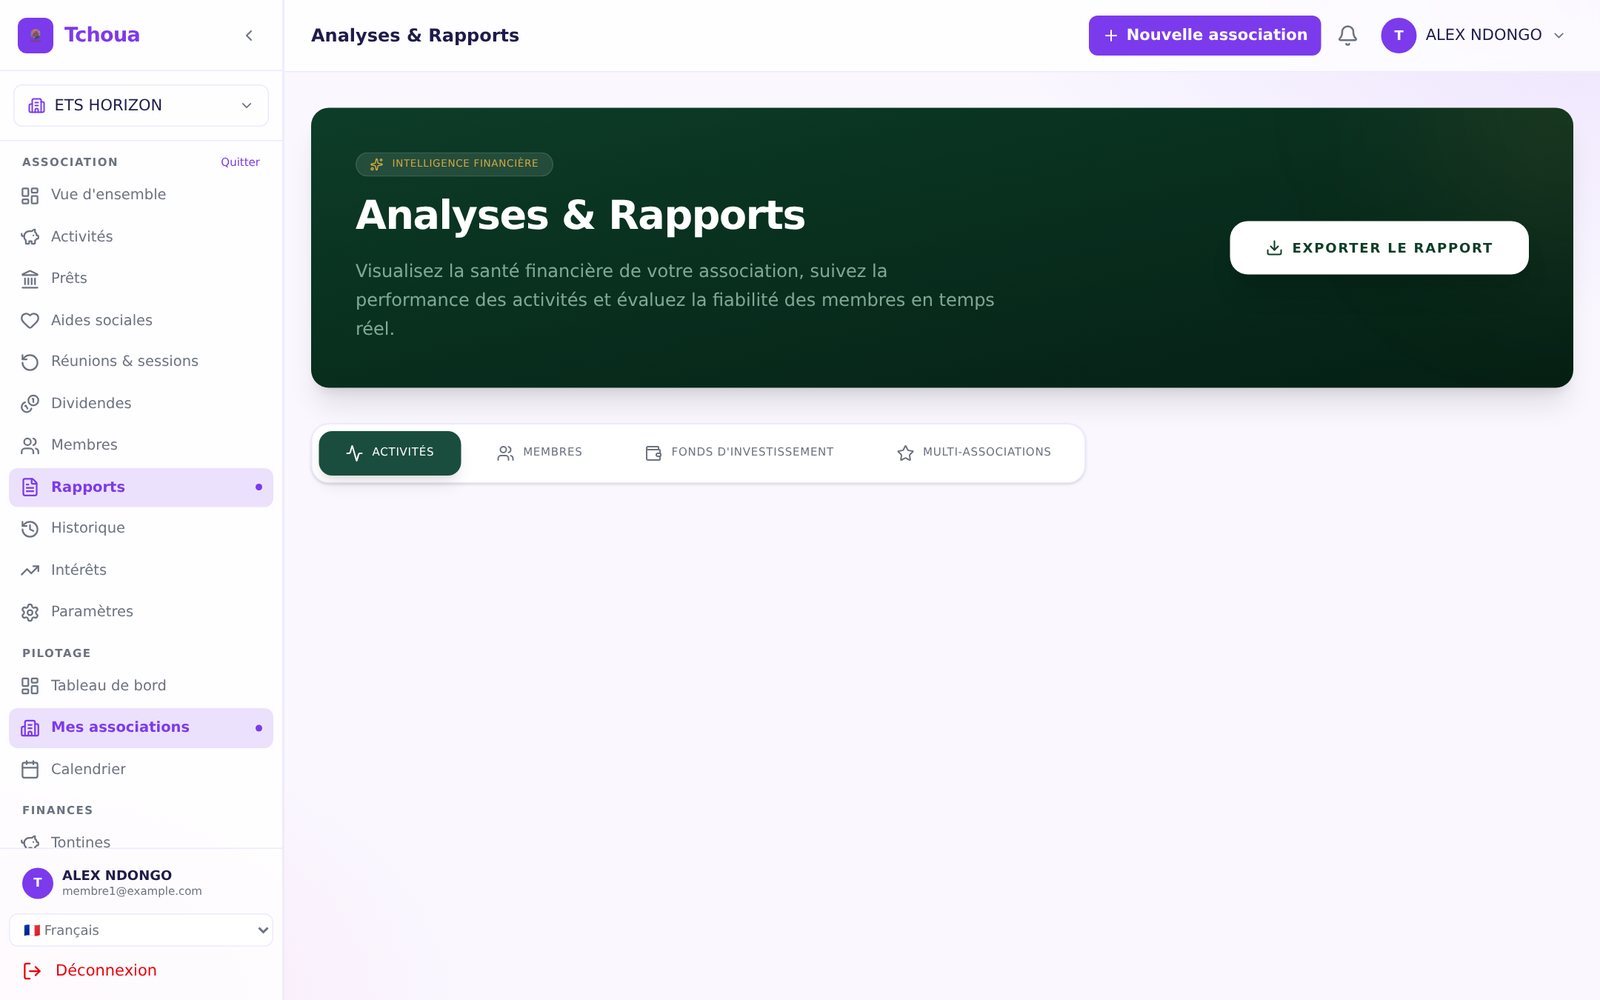 Tchoua
Analyses & Rapports
Nouvelle association
T
ALEX NDONGO
ETS HORIZON
ASSOCIATION
Quitter
Vue d'ensemble
Activités
Prêts
Aides sociales
Réunions & sessions
Dividendes
Membres
Rapports
Historique
Intérêts
Paramètres
PILOTAGE
Tableau de bord
Mes associations
Calendrier
FINANCES
Tontines
T
ALEX NDONGO
membre1@example.com
Français
Déconnexion
INTELLIGENCE FINANCIÈRE
Analyses & Rapports
Visualisez la santé financière de votre association, suivez la
performance des activités et évaluez la fiabilité des membres en temps
réel.
EXPORTER LE RAPPORT
ACTIVITÉS
MEMBRES
FONDS D'INVESTISSEMENT
MULTI-ASSOCIATIONS